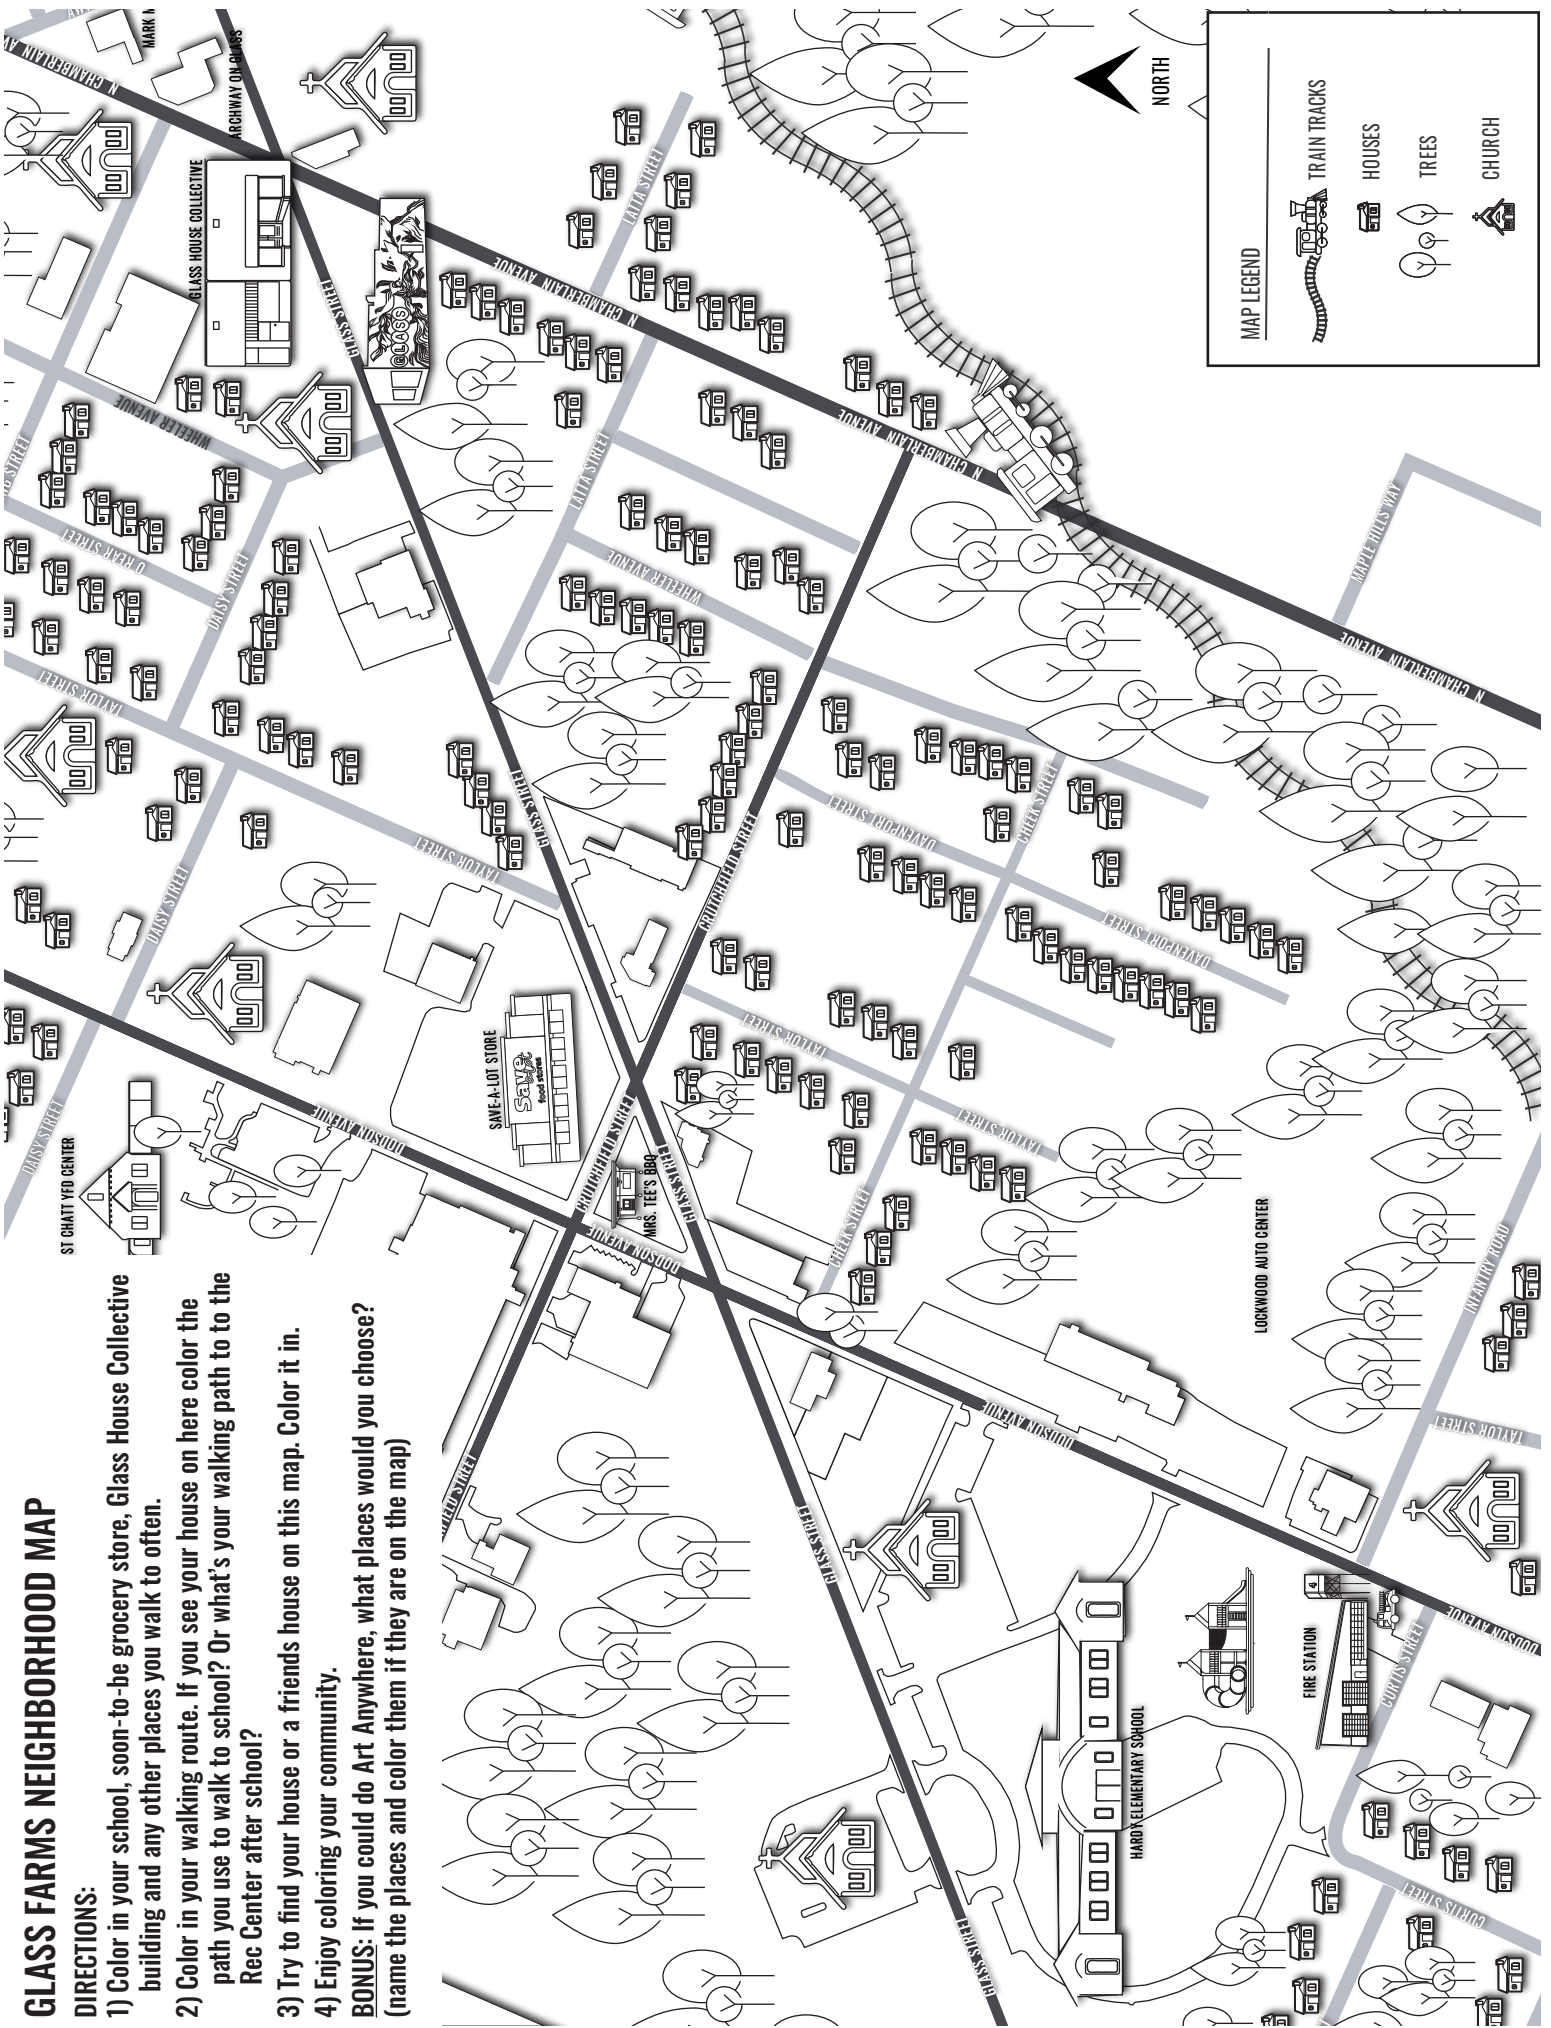 GLASS FARMS NEIGHBORHOOD MAP
DIRECTIONS:
1) Color in your school, soon-to-be grocery store, Glass House Collective
building and any other places you walk to often.
2) Color in your walking route. If you see your house on here color the
path you use to walk to school? Or what's your walking path to to the
Rec Center after school?
3) Try to find your house or a friends house on this map. Color it in.
4) Enjoy coloring your community.
BONUS: If you could do Art Anywhere, what places would you choose?
(name the places and color them if they are on the map)
ST CHATT YFD CENTER
DAISY STREET
DAISY STREET
DAISY STREET
TAYLOR STREET
TAYLOR STREET
O REAR STREET
WHEELER AVENUE
N CHAMBERLAIN AV
MARK
ARCHWAY ON GLASS
GLASS HOUSE COLLECTIVE
GLASS STREET
GLASS
N CHAMBERLAIN AVENUE
LATTA STREET
LATTA STREET
WHEELER AVENUE
GLASS STREET
DODSON AVENUE
SAVE-A-LOT STORE
Save a lot
food stores
CRUTCHFIELD STREET
CRUTCHFIELD STREET
MRS. TEE'S BBQ
GLASS STREET
DODSON AVENUE
FIELD STREET
TAYLOR STREET
TAYLOR STREET
DAVENPORT STREET
DAVENPORT STREET
CHEEK STREET
CHEEK STREET
N CHAMBERLAIN AVENUE
N CHAMBERLAIN AVENUE
MAPLE HILLS WAY
GLASS STREET
GLASS STREET
DODSON AVENUE
HARDY ELEMENTARY SCHOOL
LOCKWOOD AUTO CENTER
INFANTRY ROAD
TAYLOR STREET
FIRE STATION
4
CURTIS STREET
CURTIS STREET
DODSON AVENUE
NORTH
MAP LEGEND
TRAIN TRACKS
HOUSES
TREES
CHURCH